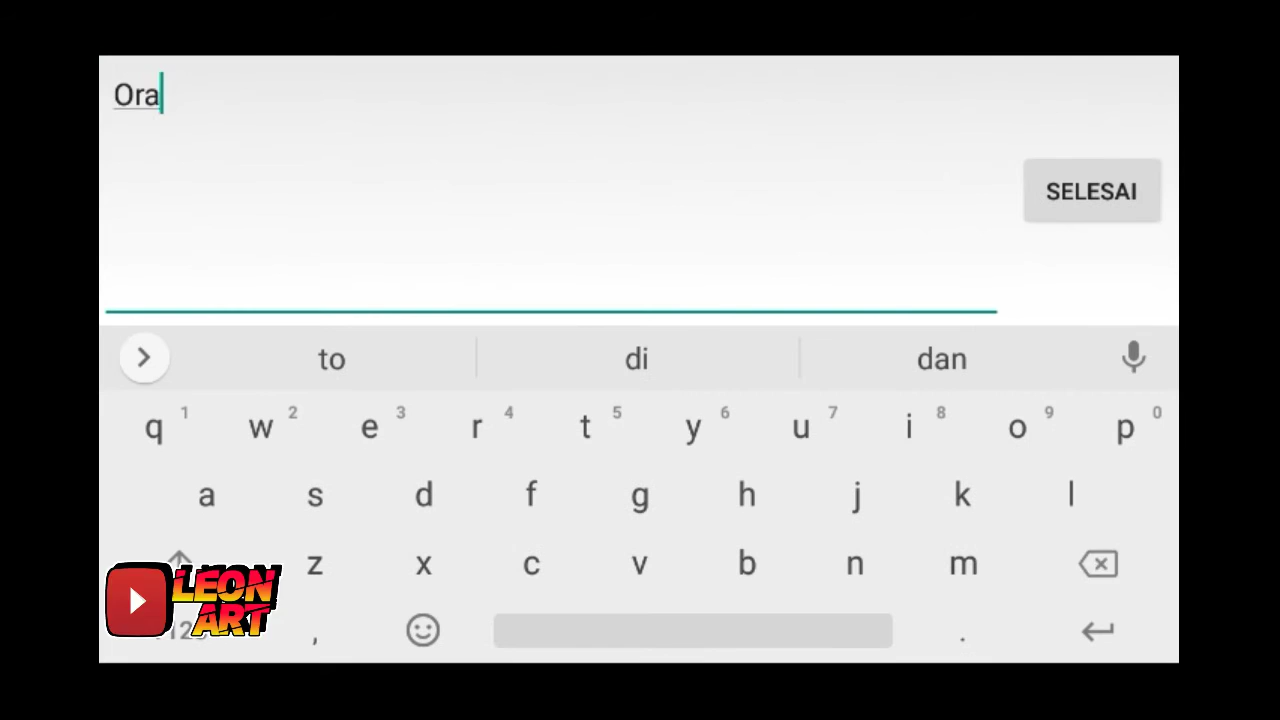 Ora
SELESAI
to di dan
q 1 w 2 e 3 r 4 t 5 y 6 u 7 i 8 o 9 p 0
a s d f g h j k l
z x c v b n m
LEON
ART
, .